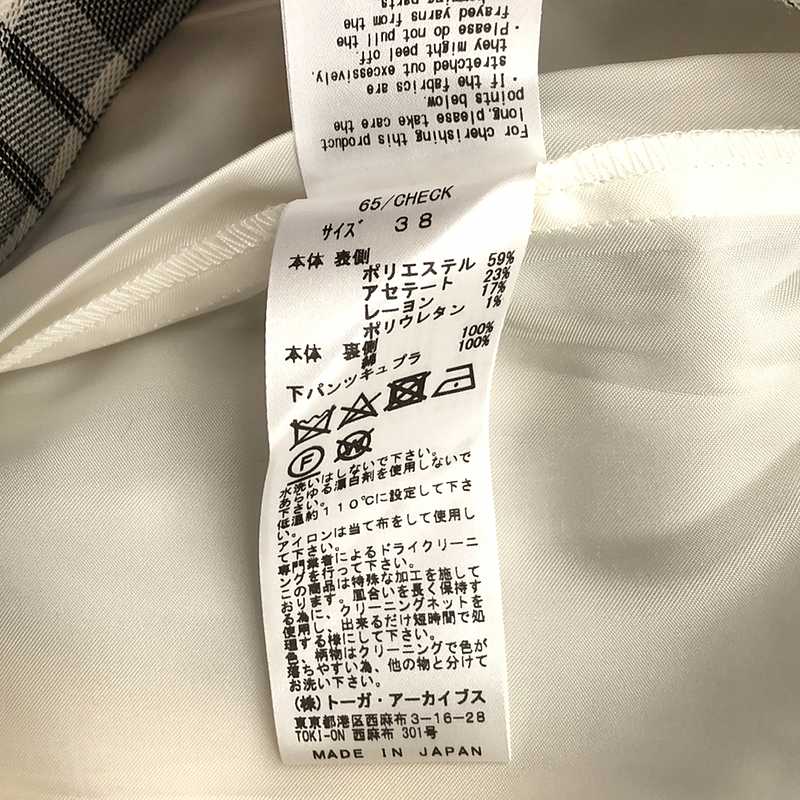 For cherishing this product
long,please take care the
points below.
・If the fabrics are
stretched out excessively,
they might peel off.
・Please do not pull the
frayed yarns from the
65/CHECK
サイズ 38
本体 表側
ポリエステル 59%
アセテート 23%
レーヨン 17%
ポリウレタン 1%
本体 裏側
綿 100%
下パンツキュプラ 100%
F W
水洗いはしないで下さい。
あらゆる漂白剤を使用しないで
下さい。
低温約110℃に設定して下さ
い。
アイロンは当て布をして使用し
て下さい。
専門業者によるドライクリーニ
ングを行って下さい。
この商品は特殊な加工を施して
おります。風合いを長く保持す
る為に、クリーニングネットを
使用し、出来るだけ短時間で処
理する様にして下さい。
色、柄物はクリーニングで色が
落ちやすい為、他の物と分けて
お洗い下さい。
(株)トーガ・アーカイブス
東京都港区西麻布3-16-28
TOKI-ON 西麻布 301号
MADE IN JAPAN